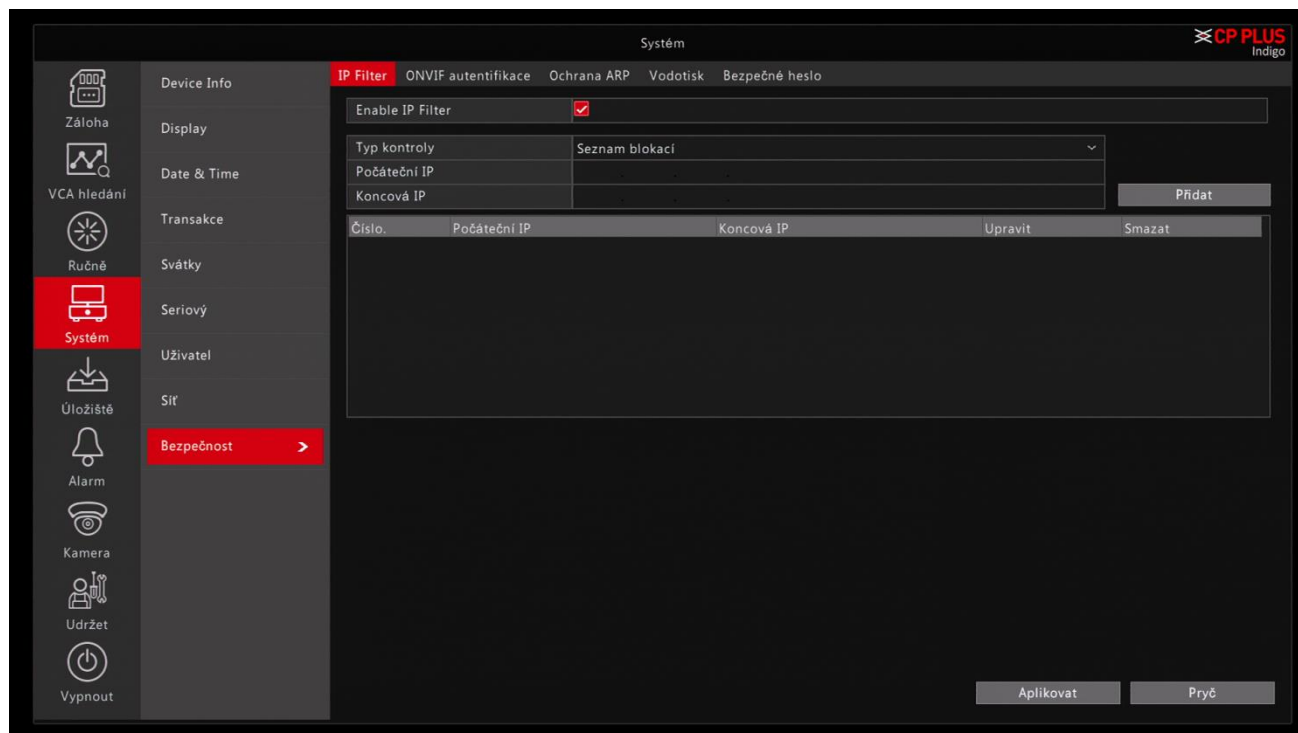 Systém
CP PLUS
Indigo
Záloha
VCA hledání
Ručně
Systém
Úložiště
Alarm
Kamera
Udržet
Vypnout
Device Info
Display
Date & Time
Transakce
Svátky
Seriový
Uživatel
Síť
Bezpečnost
IP Filter ONVIF autentifikace Ochrana ARP Vodotisk Bezpečné heslo
Enable IP Filter
Typ kontroly Seznam blokací
Počáteční IP . . .
Koncová IP . . . Přidat
Číslo. Počáteční IP Koncová IP Upravit Smazat
Aplikovat Pryč